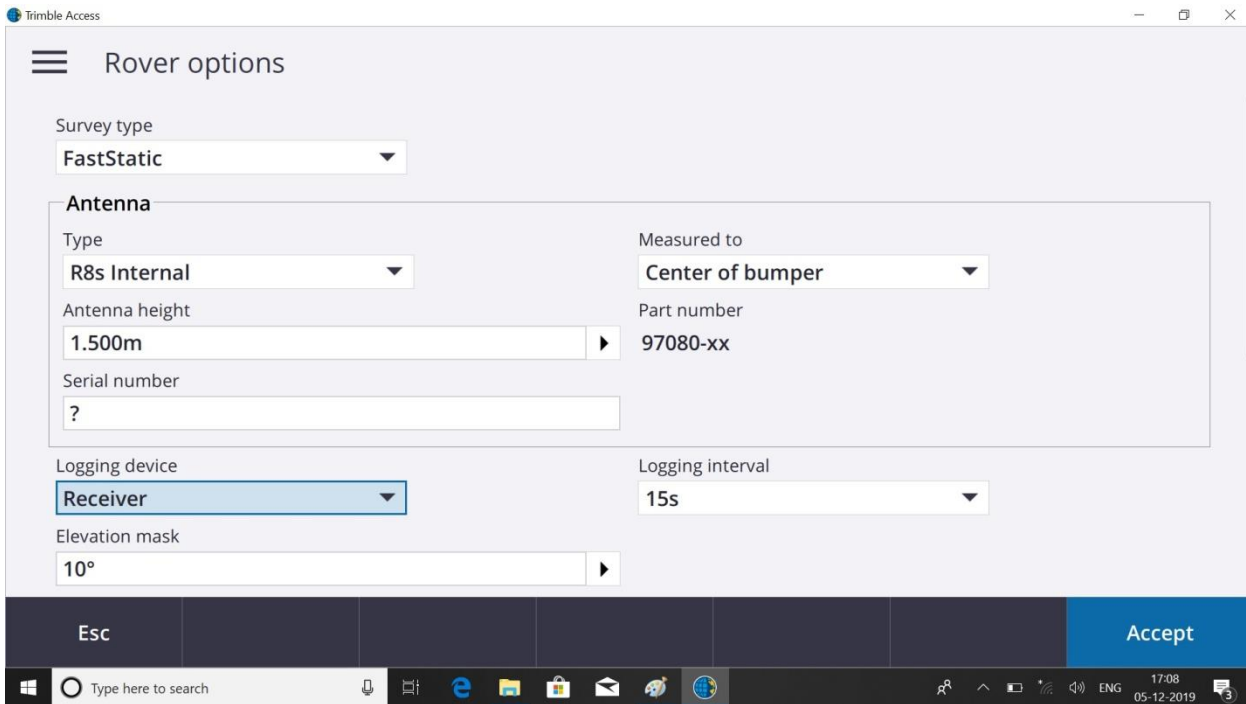 Trimble Access
Rover options
Survey type
FastStatic
Antenna
Type
Measured to
R8s Internal
Center of bumper
Antenna height
Part number
1.500m
97080-xx
Serial number
?
Logging device
Logging interval
Receiver
15s
Elevation mask
10°
Esc
Accept
Type here to search
ENG
17:08
05-12-2019
3